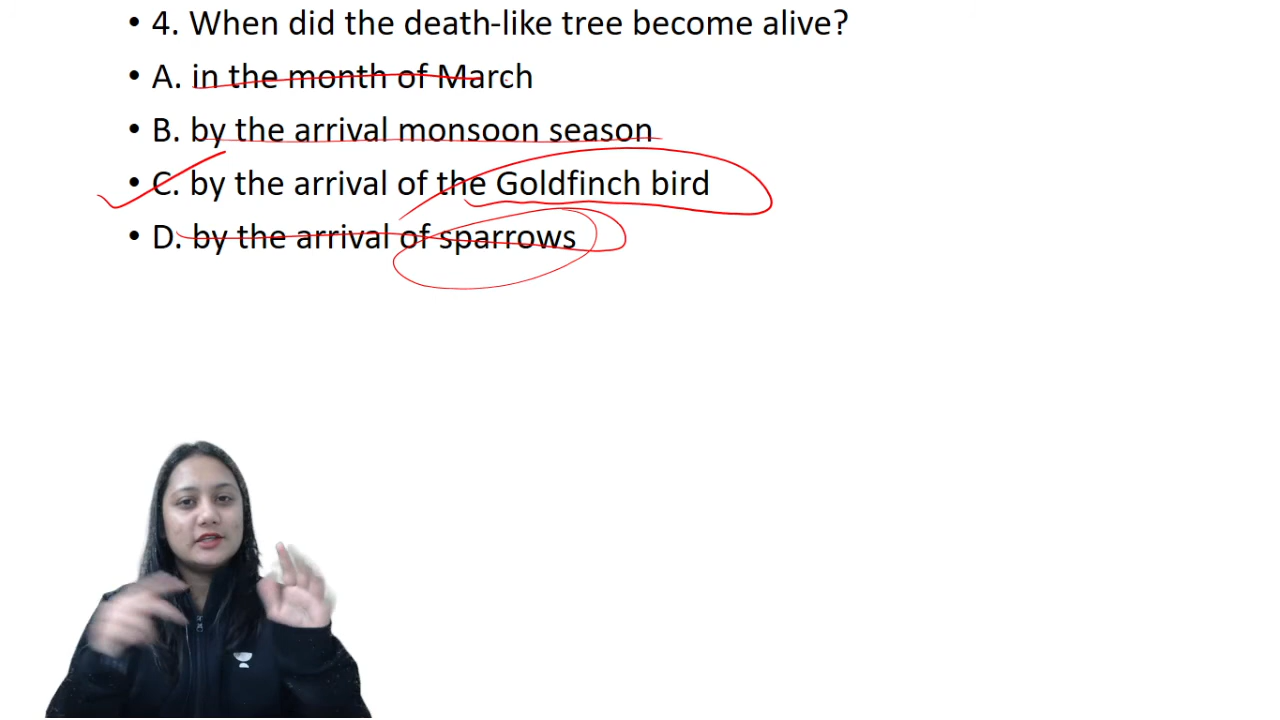 • 4. When did the death-like tree become alive?
• A. in the month of March
• B. by the arrival monsoon season
• C. by the arrival of the Goldfinch bird
• D. by the arrival of sparrows